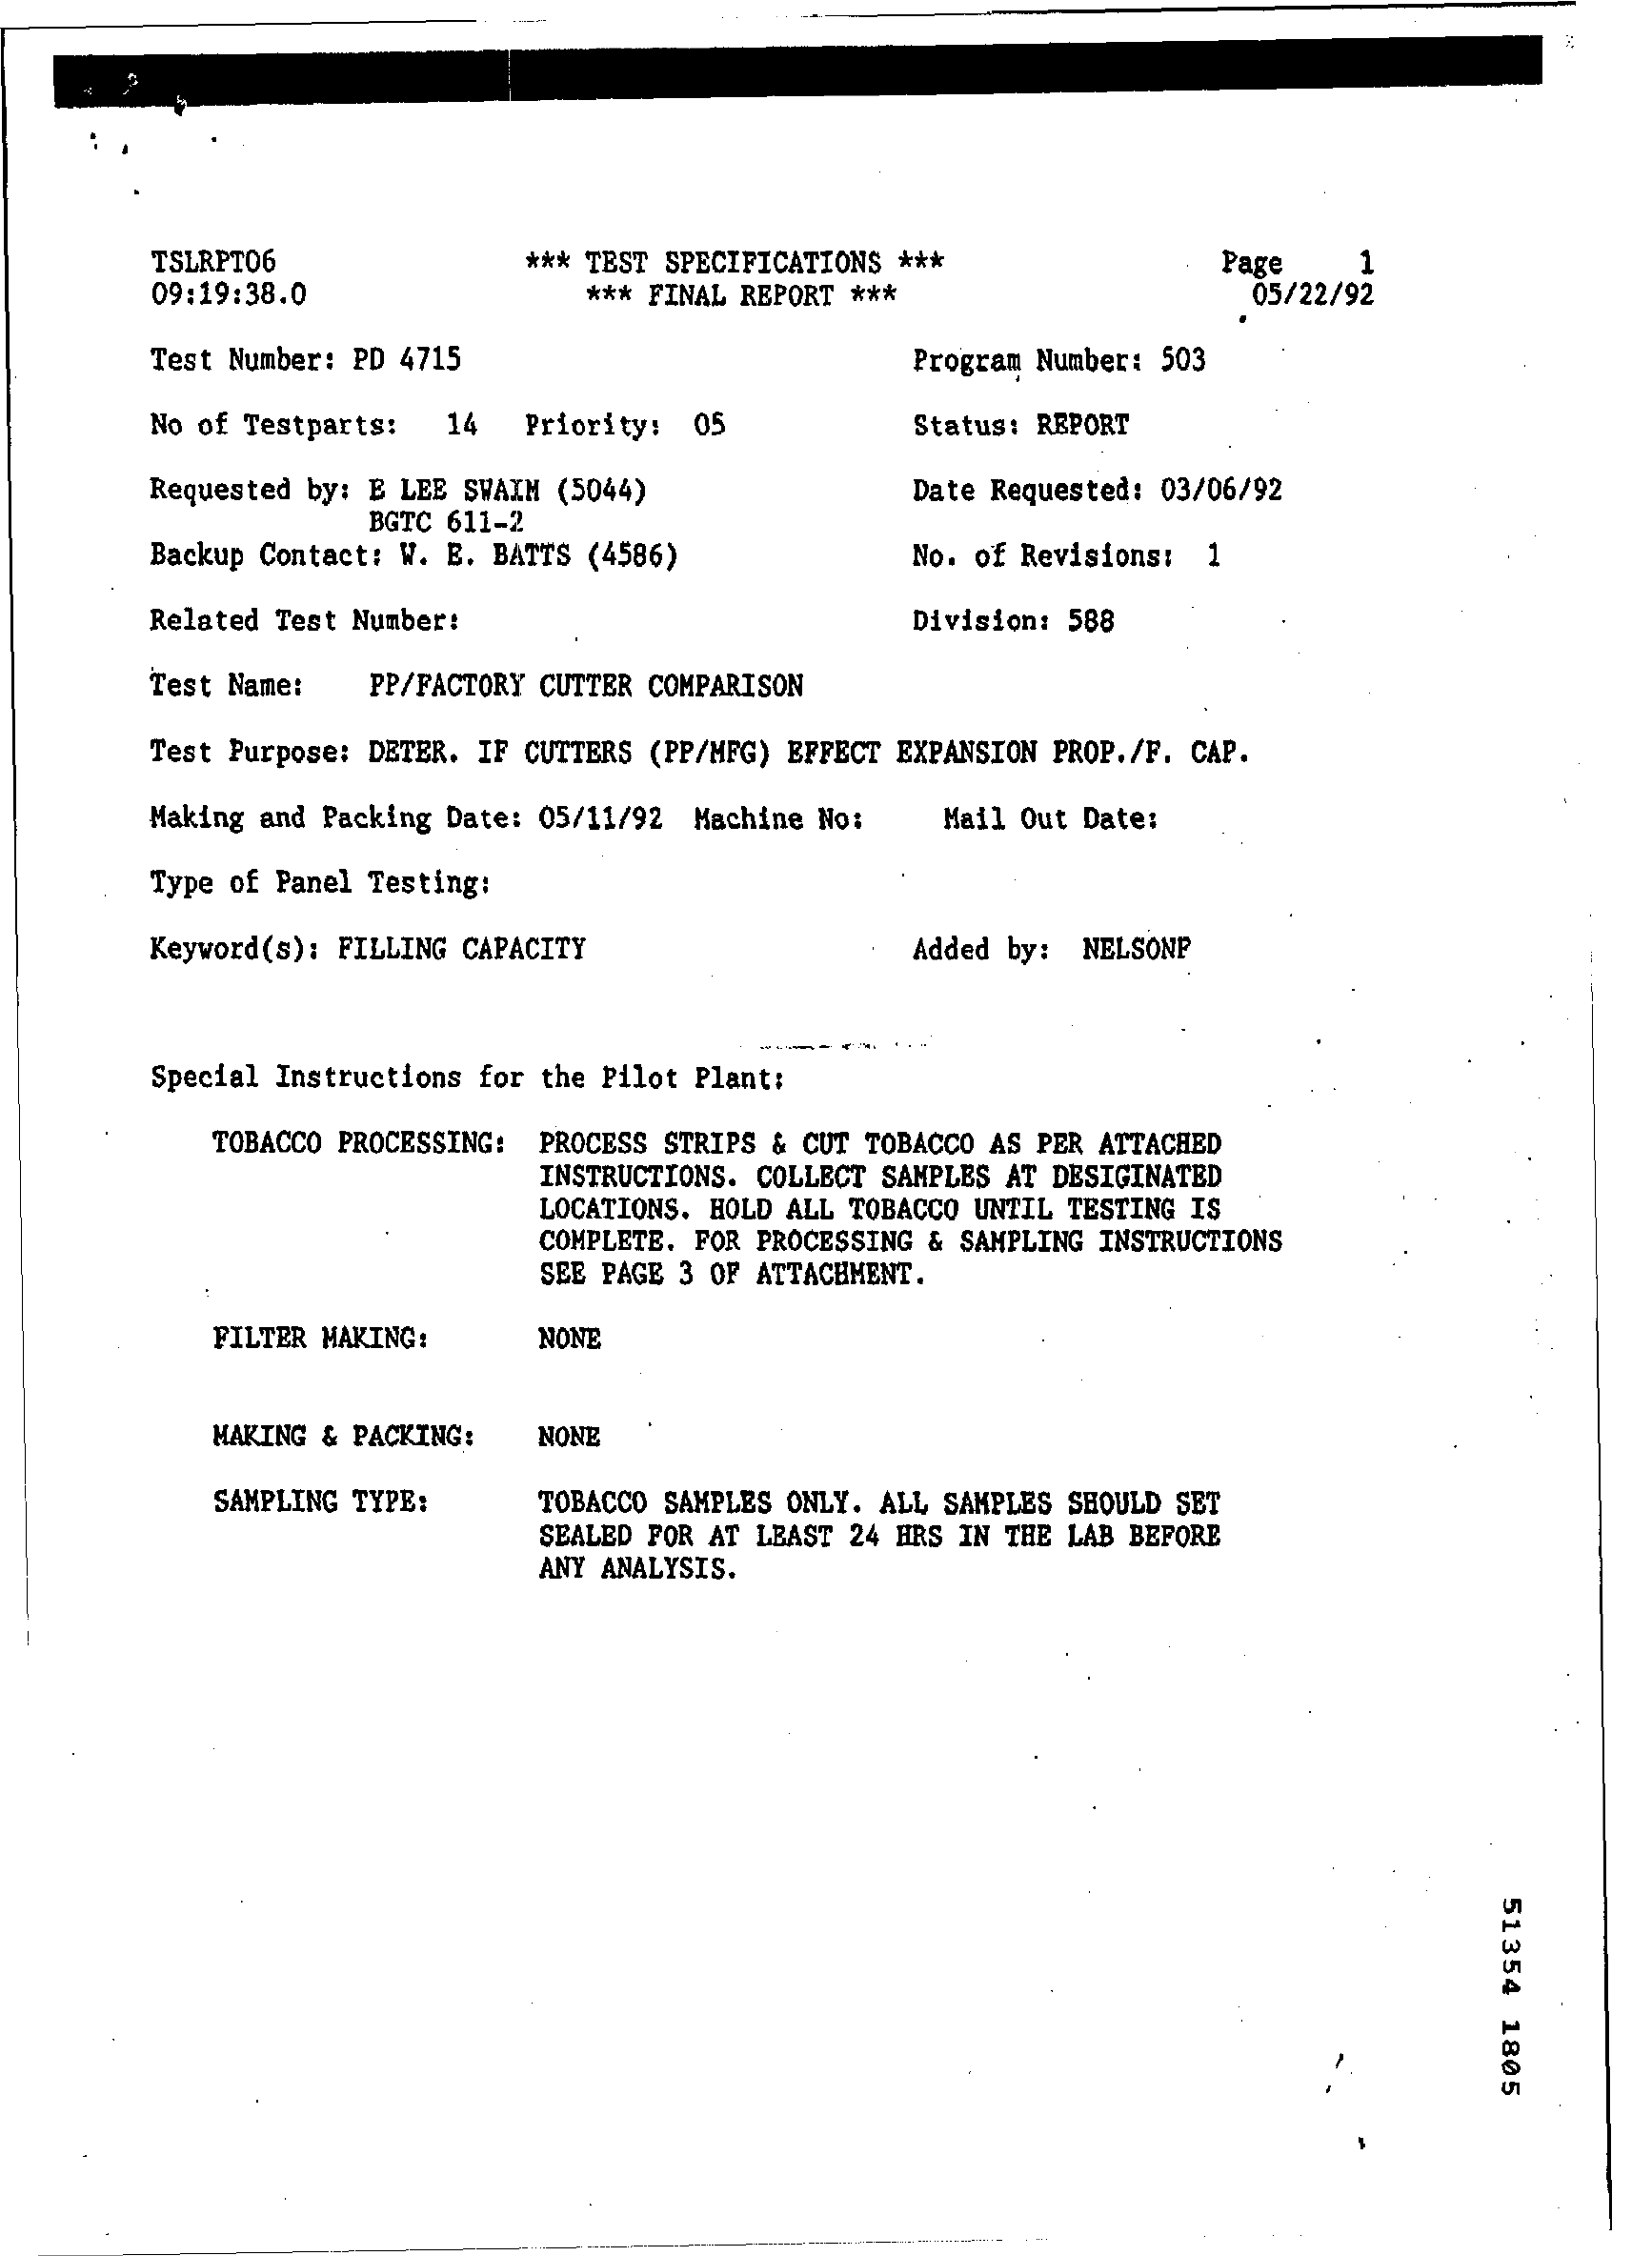 TSLRPT06 *** TEST SPECIFICATIONS *** Page 1
09:19:38.0 *** FINAL REPORT *** 05/22/92
Test Number: PD 4715 Program Number: 503
No of Testparts: 14 Priority: 05 Status: REPORT
Requested by: E LEE SWAIM (5044) Date Requested: 03/06/92
BGTC 611-2
Backup Contact: W. E. BATTS (4586) No. of Revisions: 1
Related Test Number: Division: 588
Test Name: PP/FACTORY CUTTER COMPARISON
Test Purpose: DETER. IF CUTTERS (PP/MFG) EFFECT EXPANSION PROP./F. CAP.
Making and Packing Date: 05/11/92 Machine No: Mail Out Date:
Type of Panel Testing:
Keyword(s): FILLING CAPACITY Added by: NELSONP
Special Instructions for the Pilot Plant:
TOBACCO PROCESSING: PROCESS STRIPS & CUT TOBACCO AS PER ATTACHED
INSTRUCTIONS. COLLECT SAMPLES AT DESIGINATED
LOCATIONS. HOLD ALL TOBACCO UNTIL TESTING IS
COMPLETE. FOR PROCESSING & SAMPLING INSTRUCTIONS
SEE PAGE 3 OF ATTACHMENT.
FILTER MAKING: NONE
MAKING & PACKING: NONE
SAMPLING TYPE: TOBACCO SAMPLES ONLY. ALL SAMPLES SHOULD SET
SEALED FOR AT LEAST 24 HRS IN THE LAB BEFORE
ANY ANALYSIS.
51354 1805